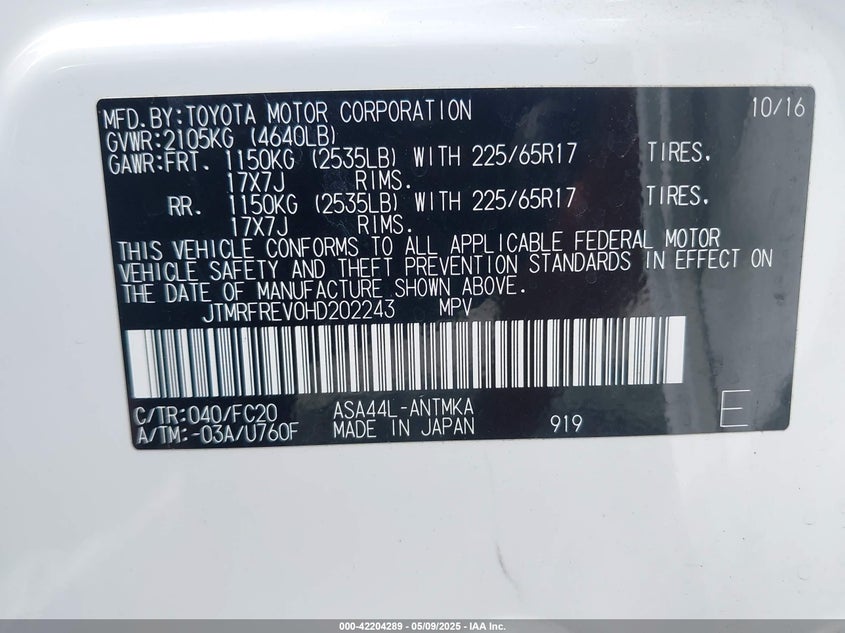 MFD.BY:TOYOTA MOTOR CORPORATION 10/16
GVWR:2105KG (4640LB)
GAWR:FRT. 1150KG (2535LB) WITH 225/65R17 TIRES.
17X7J RIMS.
RR. 1150KG (2535LB) WITH 225/65R17 TIRES.
17X7J RIMS.
THIS VEHICLE CONFORMS TO ALL APPLICABLE FEDERAL MOTOR
VEHICLE SAFETY AND THEFT PREVENTION STANDARDS IN EFFECT ON
THE DATE OF MANUFACTURE SHOWN ABOVE.
JTMRFREV0HD202243 MPV
C/TR:040/FC20 ASA44L-ANTMKA E
A/TM:-03A/U760F MADE IN JAPAN 919
000-42204289 - 05/09/2025 - IAA Inc.